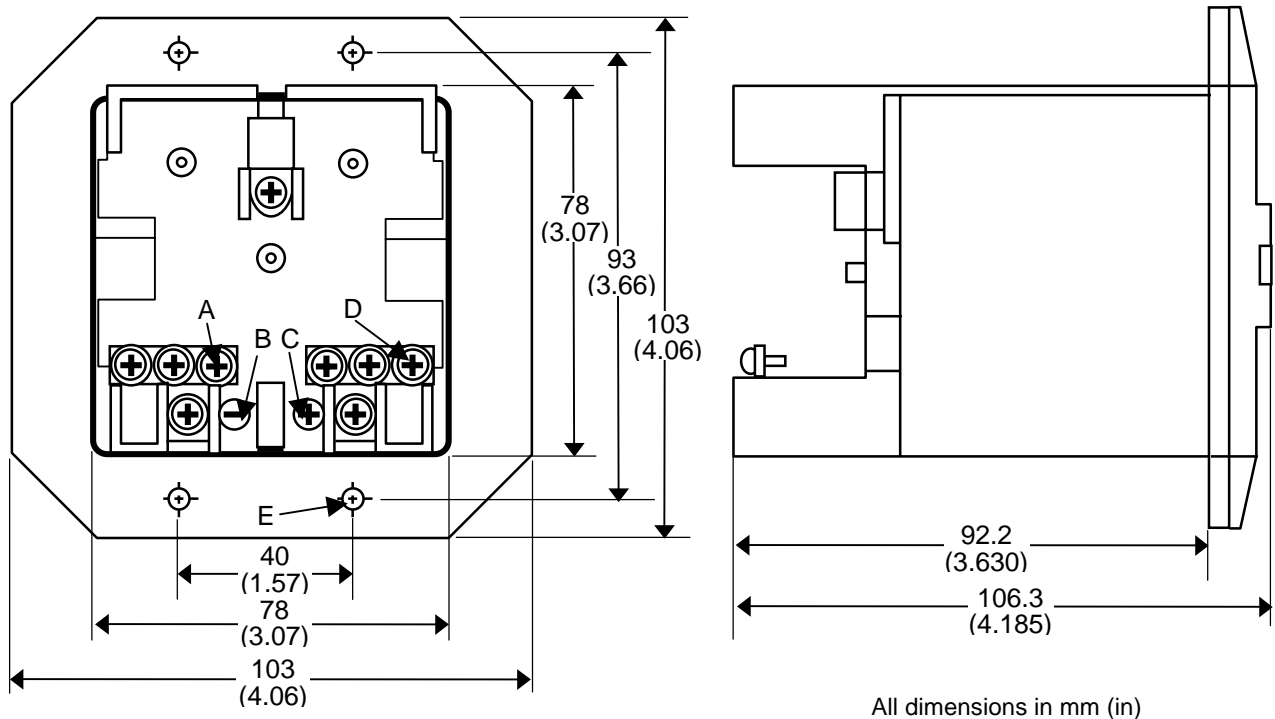 A
B
C
D
E
78
(3.07)
93
(3.66)
103
(4.06)
40
(1.57)
78
(3.07)
103
(4.06)
92.2
(3.630)
106.3
(4.185)
All dimensions in mm (in)